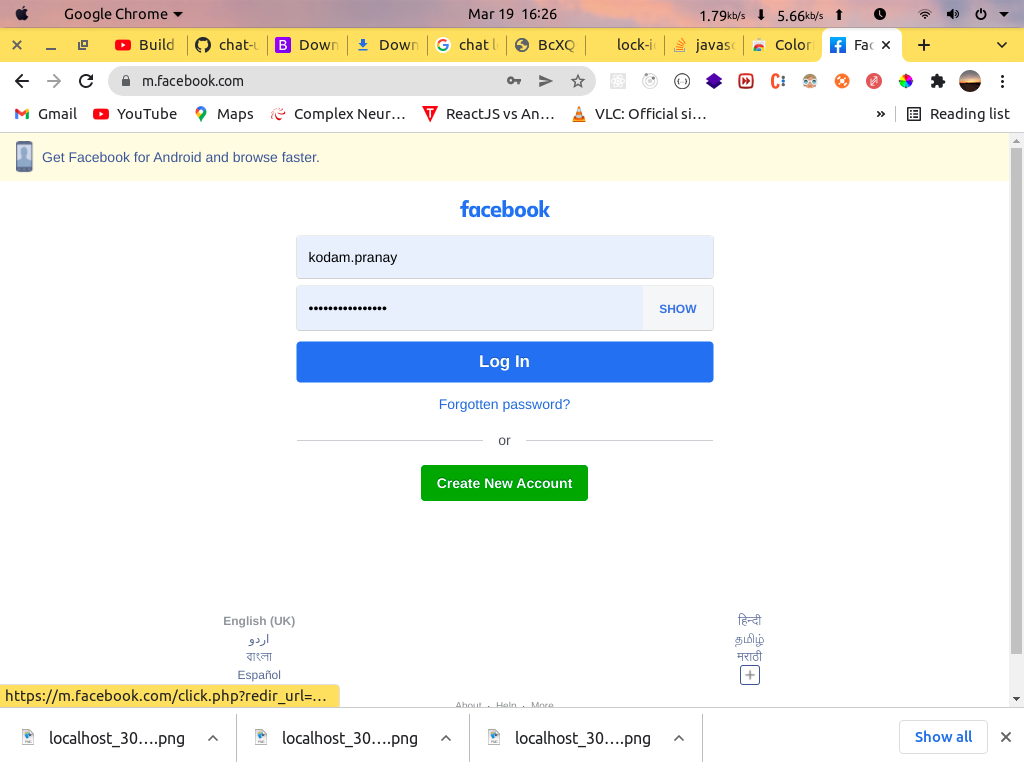 Google Chrome Mar 19 16:26 1.79kb/s 5.66kb/s
Build chat-u Down Down chat l BcXQ lock-ic javasc Color Fac
m.facebook.com
Gmail YouTube Maps Complex Neur... ReactJS vs An... VLC: Official si... » Reading list
Get Facebook for Android and browse faster.
facebook
kodam.pranay
•••••••••••••••• SHOW
Log In
Forgotten password?
or
Create New Account
English (UK) हिन्दी
اردو தமிழ்
বাংলা मराठी
Español
https://m.facebook.com/click.php?redir_url=...
About · Help · More
localhost_30....png localhost_30....png localhost_30....png Show all